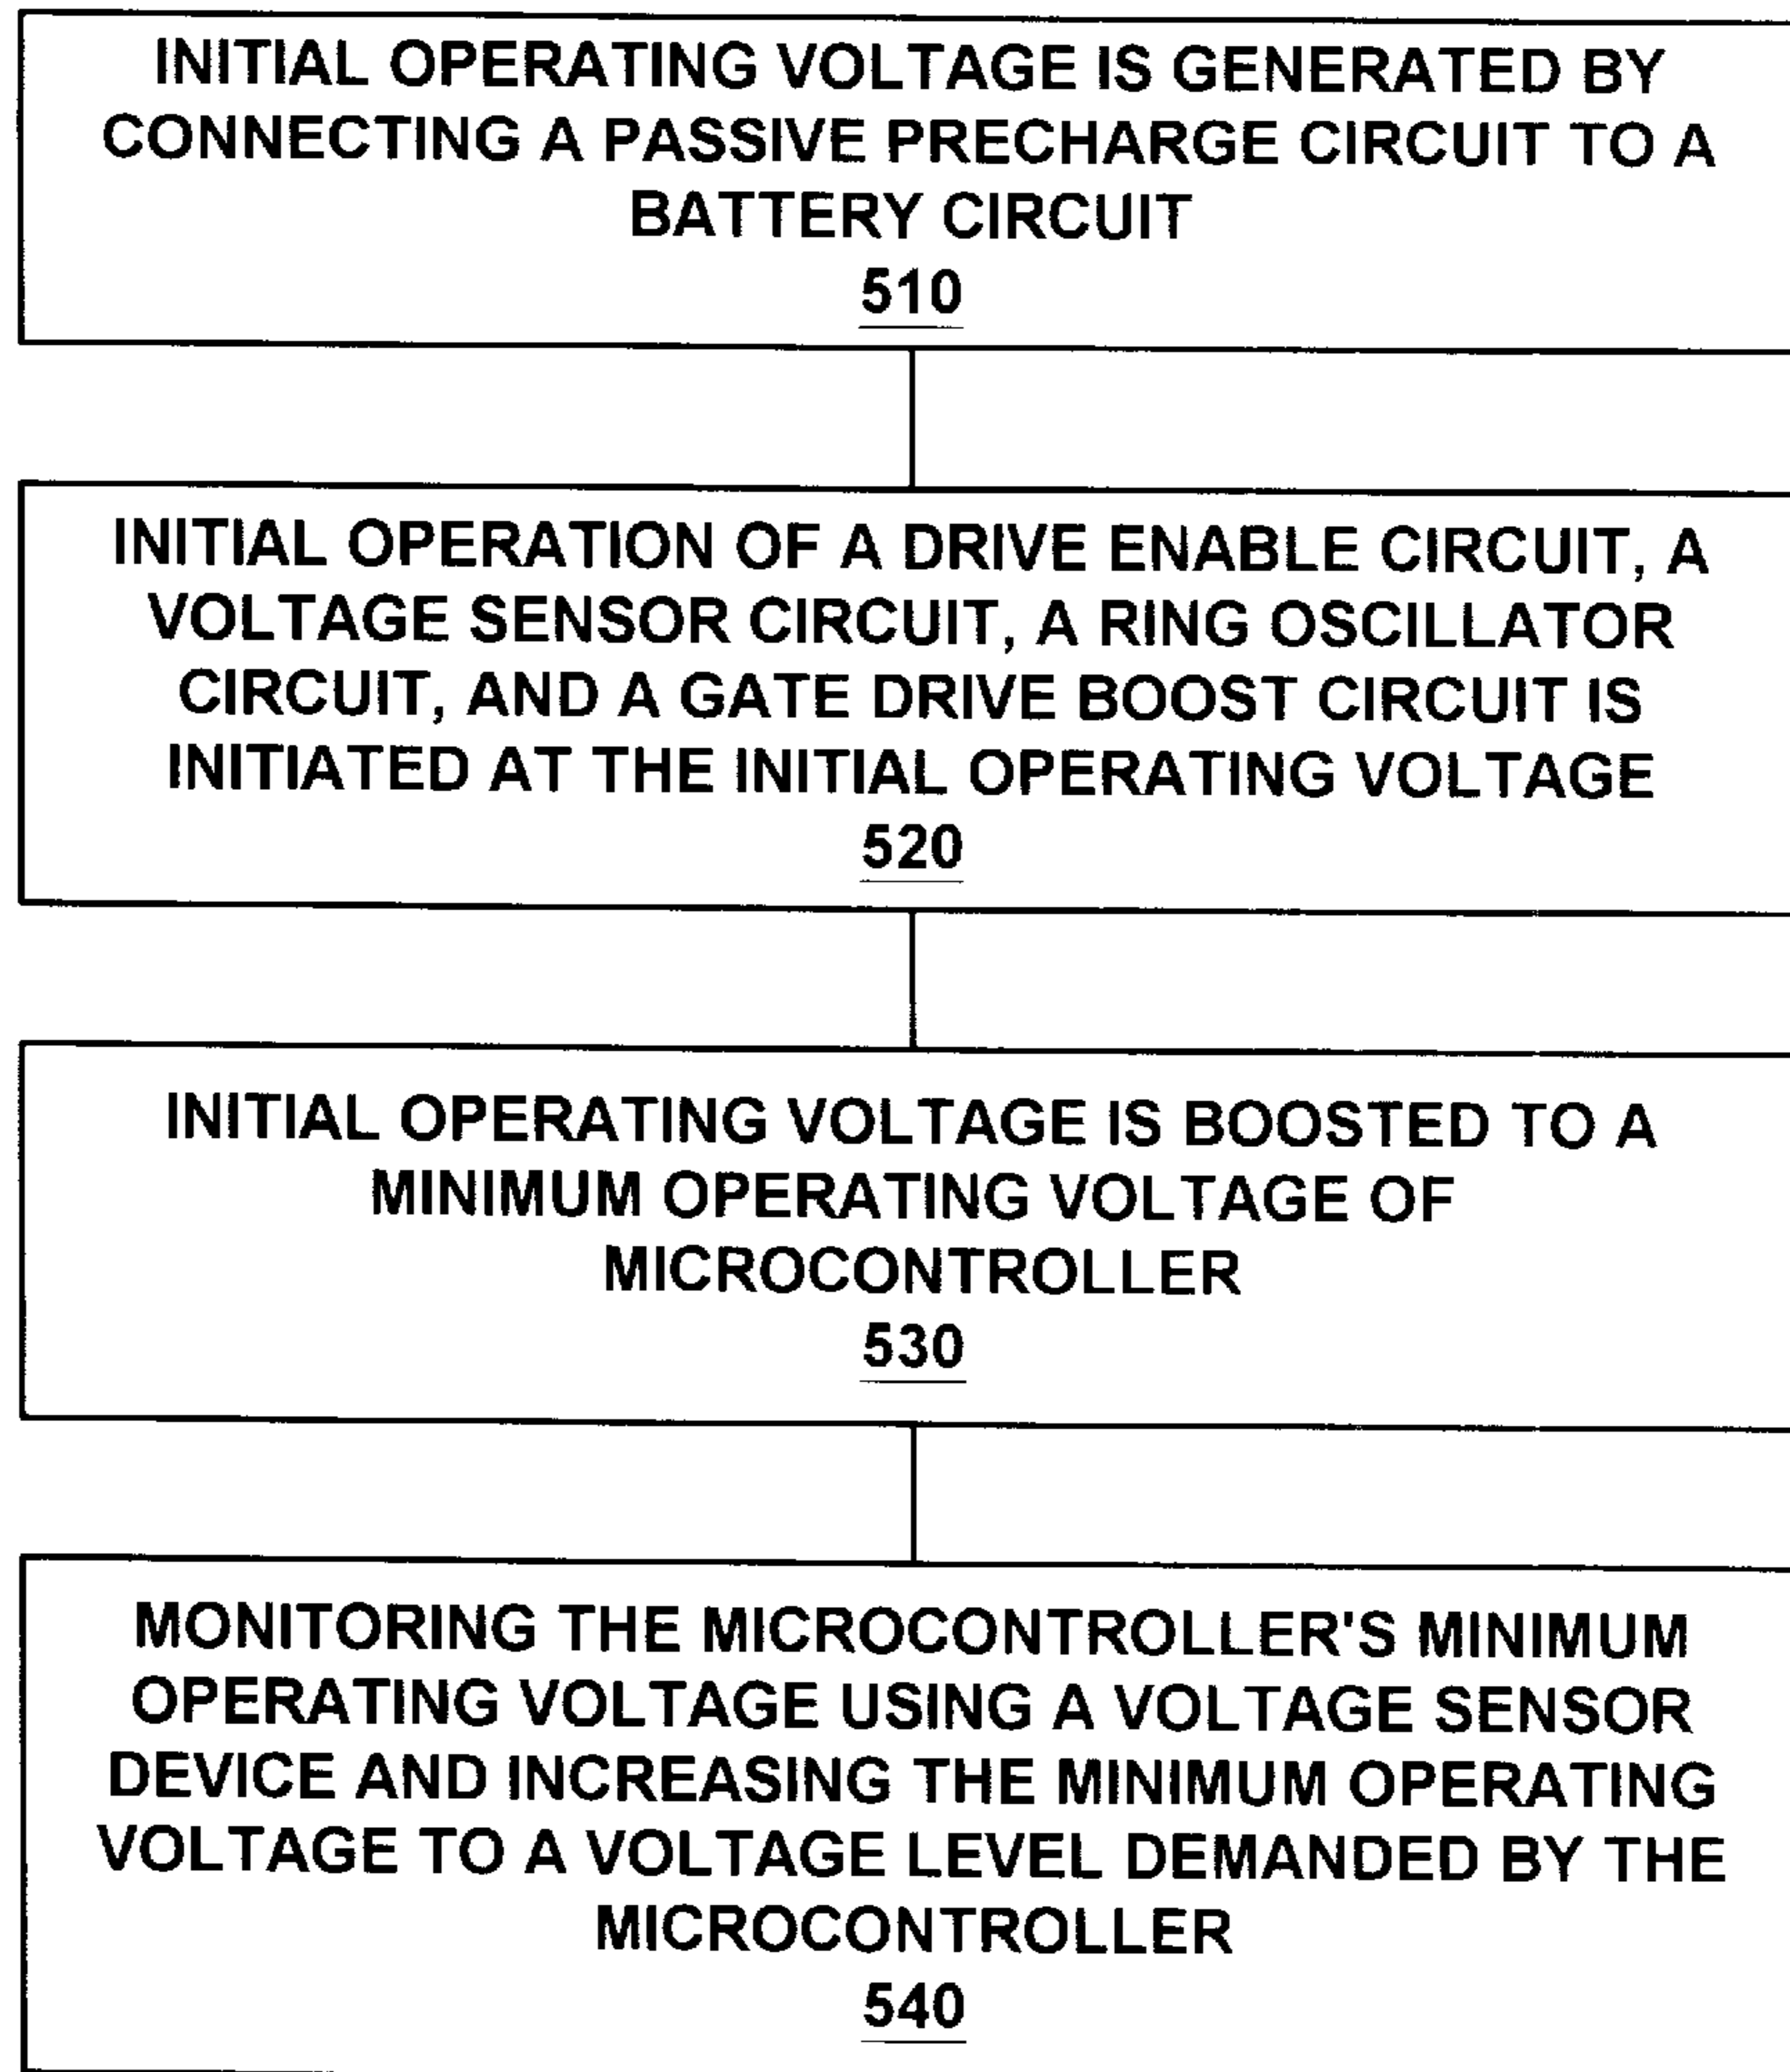 INITIAL OPERATING VOLTAGE IS GENERATED BY
CONNECTING A PASSIVE PRECHARGE CIRCUIT TO A
BATTERY CIRCUIT
510
INITIAL OPERATION OF A DRIVE ENABLE CIRCUIT, A
VOLTAGE SENSOR CIRCUIT, A RING OSCILLATOR
CIRCUIT, AND A GATE DRIVE BOOST CIRCUIT IS
INITIATED AT THE INITIAL OPERATING VOLTAGE
520
INITIAL OPERATING VOLTAGE IS BOOSTED TO A
MINIMUM OPERATING VOLTAGE OF
MICROCONTROLLER
530
MONITORING THE MICROCONTROLLER'S MINIMUM
OPERATING VOLTAGE USING A VOLTAGE SENSOR
DEVICE AND INCREASING THE MINIMUM OPERATING
VOLTAGE TO A VOLTAGE LEVEL DEMANDED BY THE
MICROCONTROLLER
540